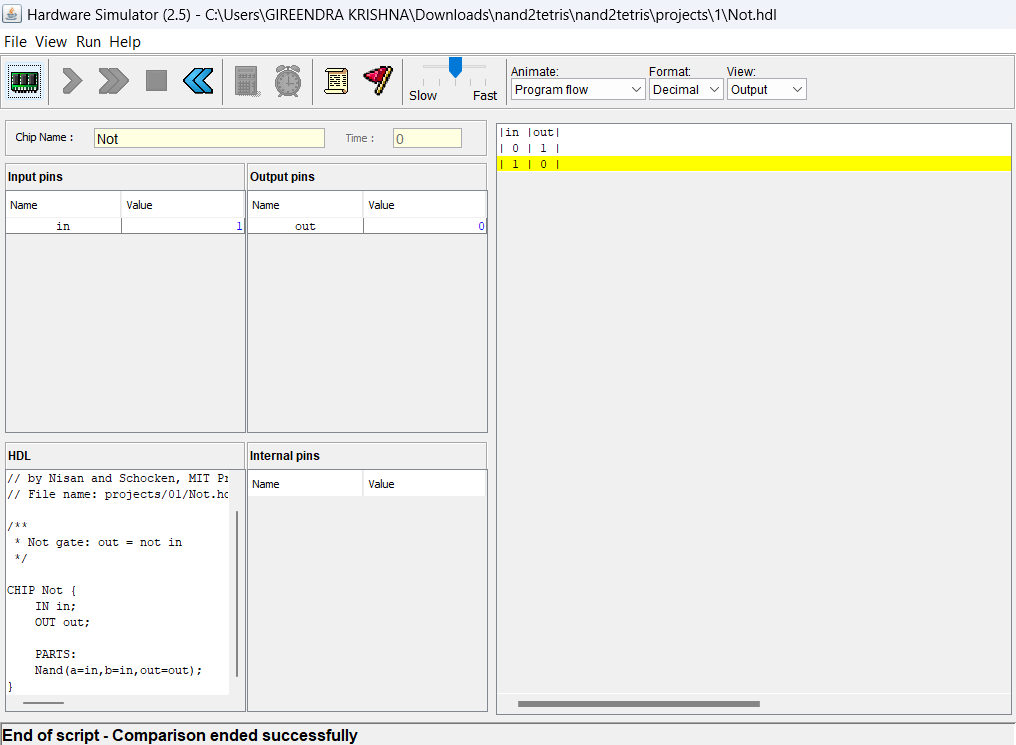 Hardware Simulator (2.5) - C:\Users\GIREENDRA KRISHNA\Downloads\nand2tetris\nand2tetris\projects\1\Not.hdl
File View Run Help
Slow Fast
Animate: Format: View:
Program flow Decimal Output
Chip Name : Not Time : 0
Input pins
Name Value
in 1
Output pins
Name Value
out 0
HDL
// by Nisan and Schocken, MIT Pr
// File name: projects/01/Not.hd
/**
* Not gate: out = not in
*/
CHIP Not {
IN in;
OUT out;
PARTS:
Nand(a=in,b=in,out=out);
}
Internal pins
Name Value
|in |out|
| 0 | 1 |
| 1 | 0 |
End of script - Comparison ended successfully